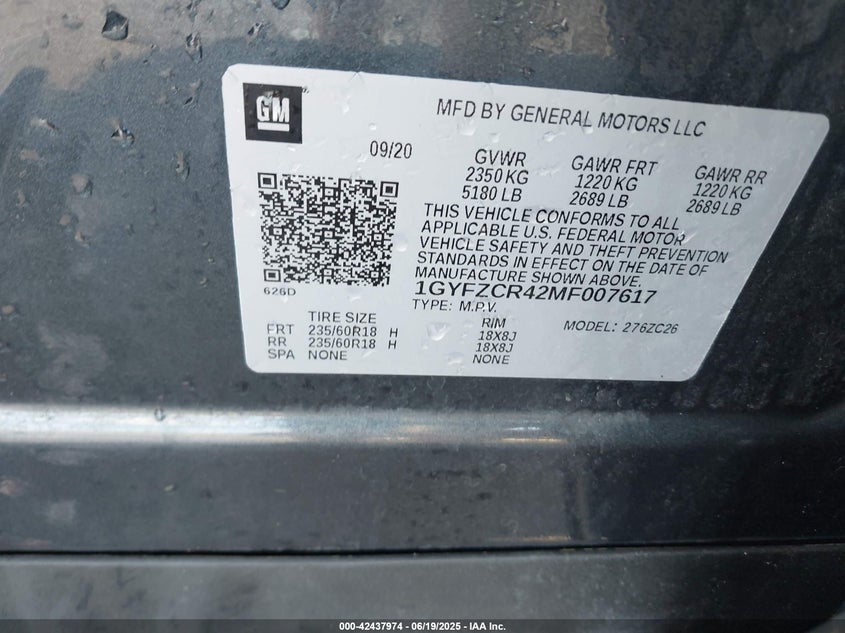 GM
MFD BY GENERAL MOTORS LLC
09/20
GVWR GAWR FRT GAWR RR
2350 KG 1220 KG 1220 KG
5180 LB 2689 LB 2689 LB
THIS VEHICLE CONFORMS TO ALL
APPLICABLE U.S. FEDERAL MOTOR
VEHICLE SAFETY AND THEFT PREVENTION
STANDARDS IN EFFECT ON THE DATE OF
MANUFACTURE SHOWN ABOVE.
626D
1GYFZCR42MF007617
TYPE: M.P.V. MODEL: 276ZC26
TIRE SIZE RIM
FRT 235/60R18 H 18X8J
RR 235/60R18 H 18X8J
SPA NONE NONE
000-42437974 | 06/19/2025 - IAA Inc.